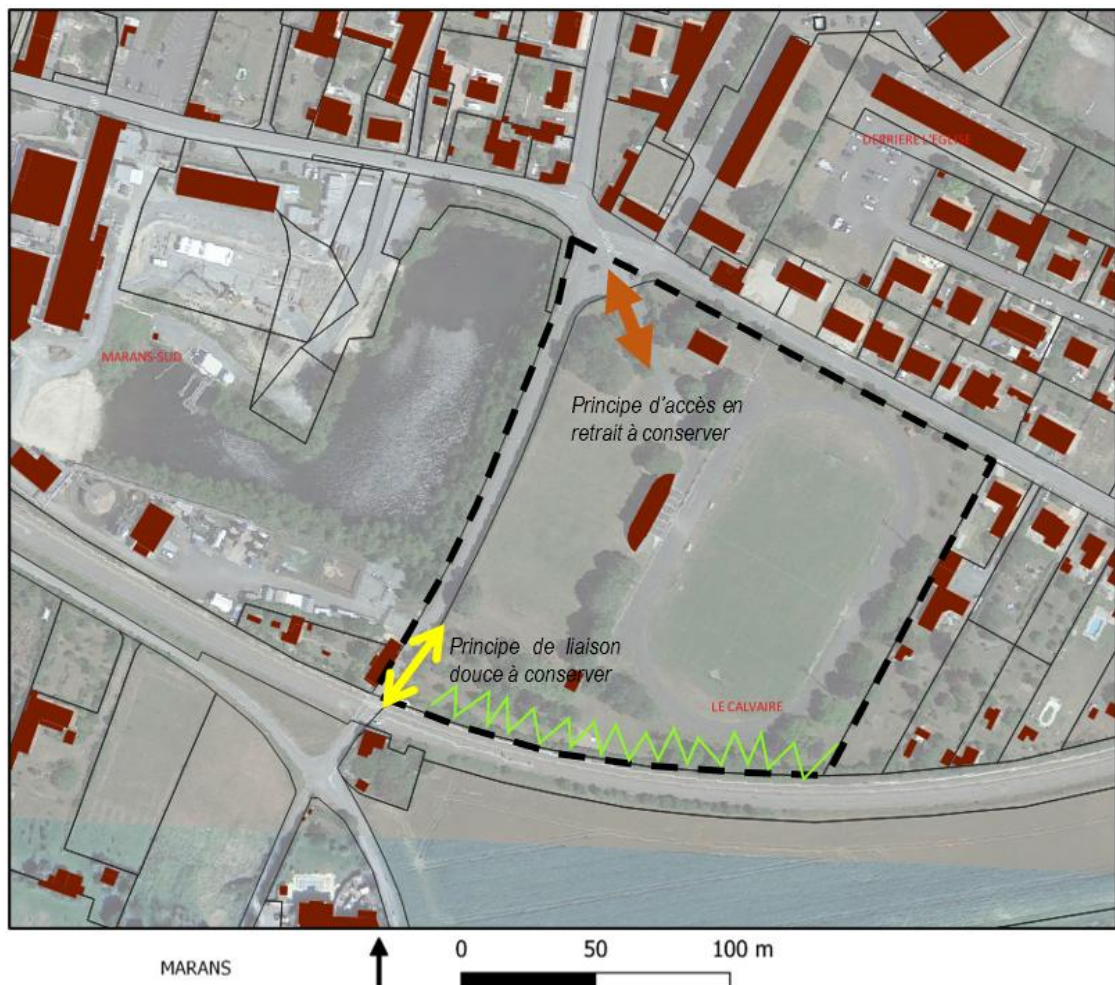 DERRIERE L'EGLISE
MARANS-SUD
Principe d'accès en
retrait à conserver
Principe de liaison
douce à conserver
LE CALVAIRE
MARANS
0 50 100 m